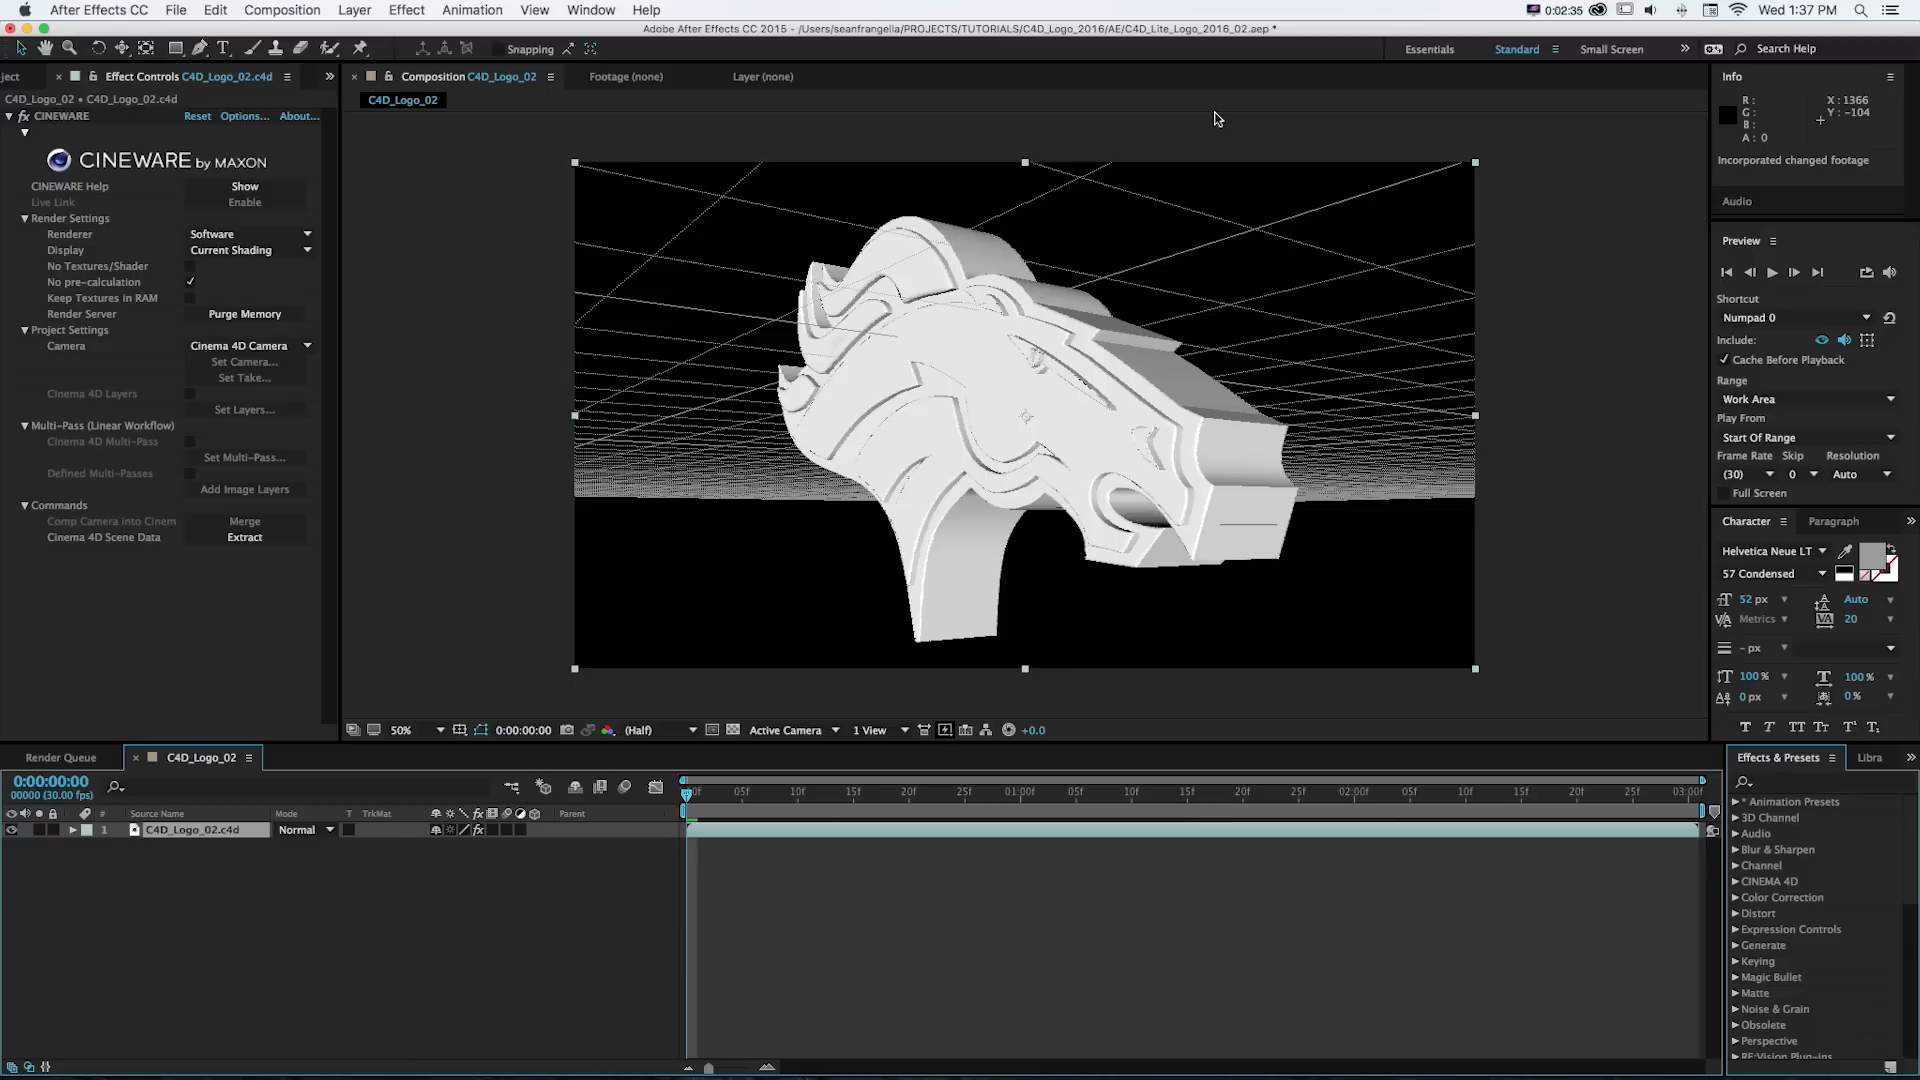 After Effects CC File Edit Composition Layer Effect Animation View Window Help 0:02:35 Wed 1:37 PM
Adobe After Effects CC 2015 - /Users/seanfrangella/PROJECTS/TUTORIALS/C4D_Logo_2016/AE/C4D_Lite_Logo_2016_02.aep *
Snapping Essentials Standard Small Screen Search Help
ject Effect Controls C4D_Logo_02.c4d Composition C4D_Logo_02 Footage (none) Layer (none) Info
C4D_Logo_02 • C4D_Logo_02.c4d C4D_Logo_02
fx CINEWARE Reset Options... About...
CINEWARE by MAXON
CINEWARE Help Show
Live Link Enable
Render Settings
Renderer Software
Display Current Shading
No Textures/Shader
No pre-calculation
Keep Textures in RAM
Render Server Purge Memory
Project Settings
Camera Cinema 4D Camera
Set Camera...
Set Take...
Cinema 4D Layers
Set Layers...
Multi-Pass (Linear Workflow)
Cinema 4D Multi-Pass
Set Multi-Pass...
Defined Multi-Passes
Add Image Layers
Commands
Comp Camera into Cinem Merge
Cinema 4D Scene Data Extract
R: X: 1366
G: Y: -104
B:
A: 0
Incorporated changed footage
Audio
Preview
Shortcut
Numpad 0
Include:
Cache Before Playback
Range
Work Area
Play From
Start Of Range
Frame Rate Skip Resolution
(30) 0 Auto
Full Screen
Character Paragraph
Helvetica Neue LT
57 Condensed
52 px Auto
Metrics 20
- px
100 % 100 %
0 px 0 %
50% 0:00:00:00 (Half) Active Camera 1 View +0.0
Render Queue C4D_Logo_02
0:00:00:00
00000 (30.00 fps)
00f 05f 10f 15f 20f 25f 01:00f 05f 10f 15f 20f 25f 02:00f 05f 10f 15f 20f 25f 03:00f
# Source Name Mode T TrkMat Parent
1 C4D_Logo_02.c4d Normal
Effects & Presets Libra
* Animation Presets
3D Channel
Audio
Blur & Sharpen
Channel
CINEMA 4D
Color Correction
Distort
Expression Controls
Generate
Keying
Magic Bullet
Matte
Noise & Grain
Obsolete
Perspective
RE:Vision Plug-ins